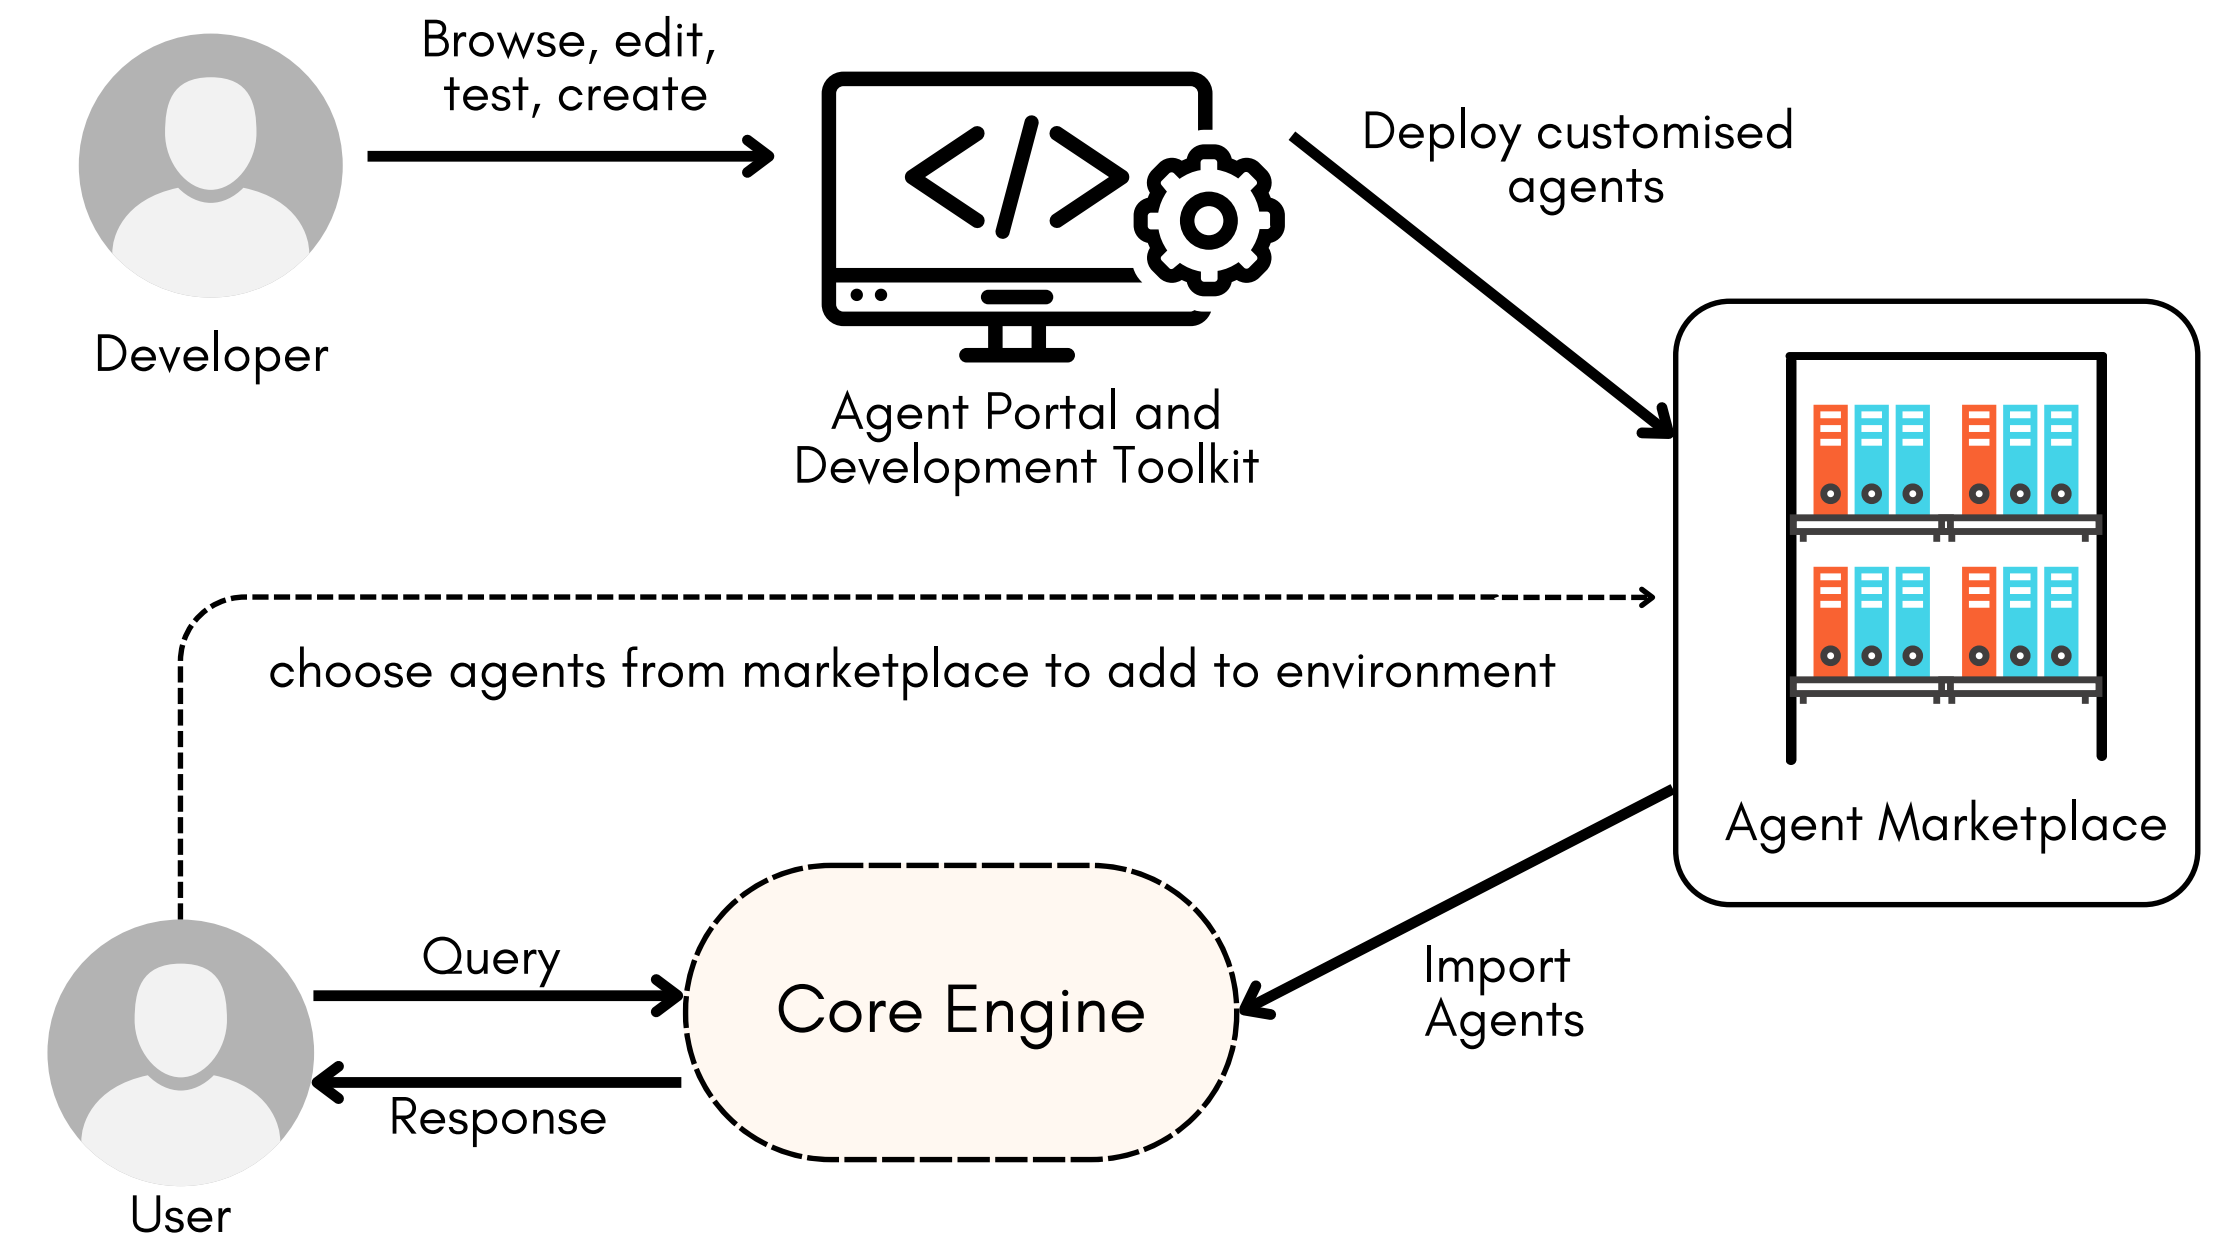 Browse, edit,
test, create
Deploy customised
agents
Developer
Agent Portal and
Development Toolkit
choose agents from marketplace to add to environment
Agent Marketplace
Query
Core Engine
Import
Agents
Response
User